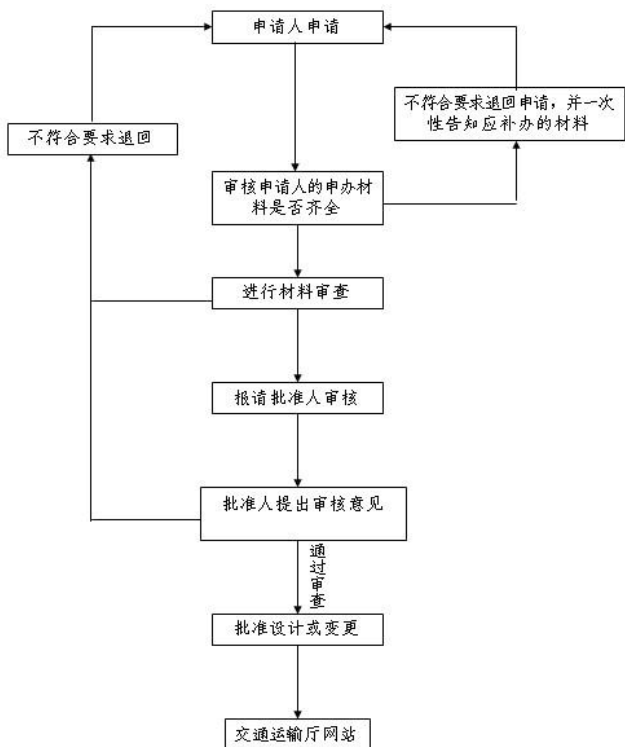 申请人申请
不符合要求退回申请，并一次
性告知应补办的材料
不符合要求退回
审核申请人的申办材
料是否齐全
进行材料审查
报请批准人审核
批准人提出审核意见
通过审查
批准设计或变更
交通运输厅网站